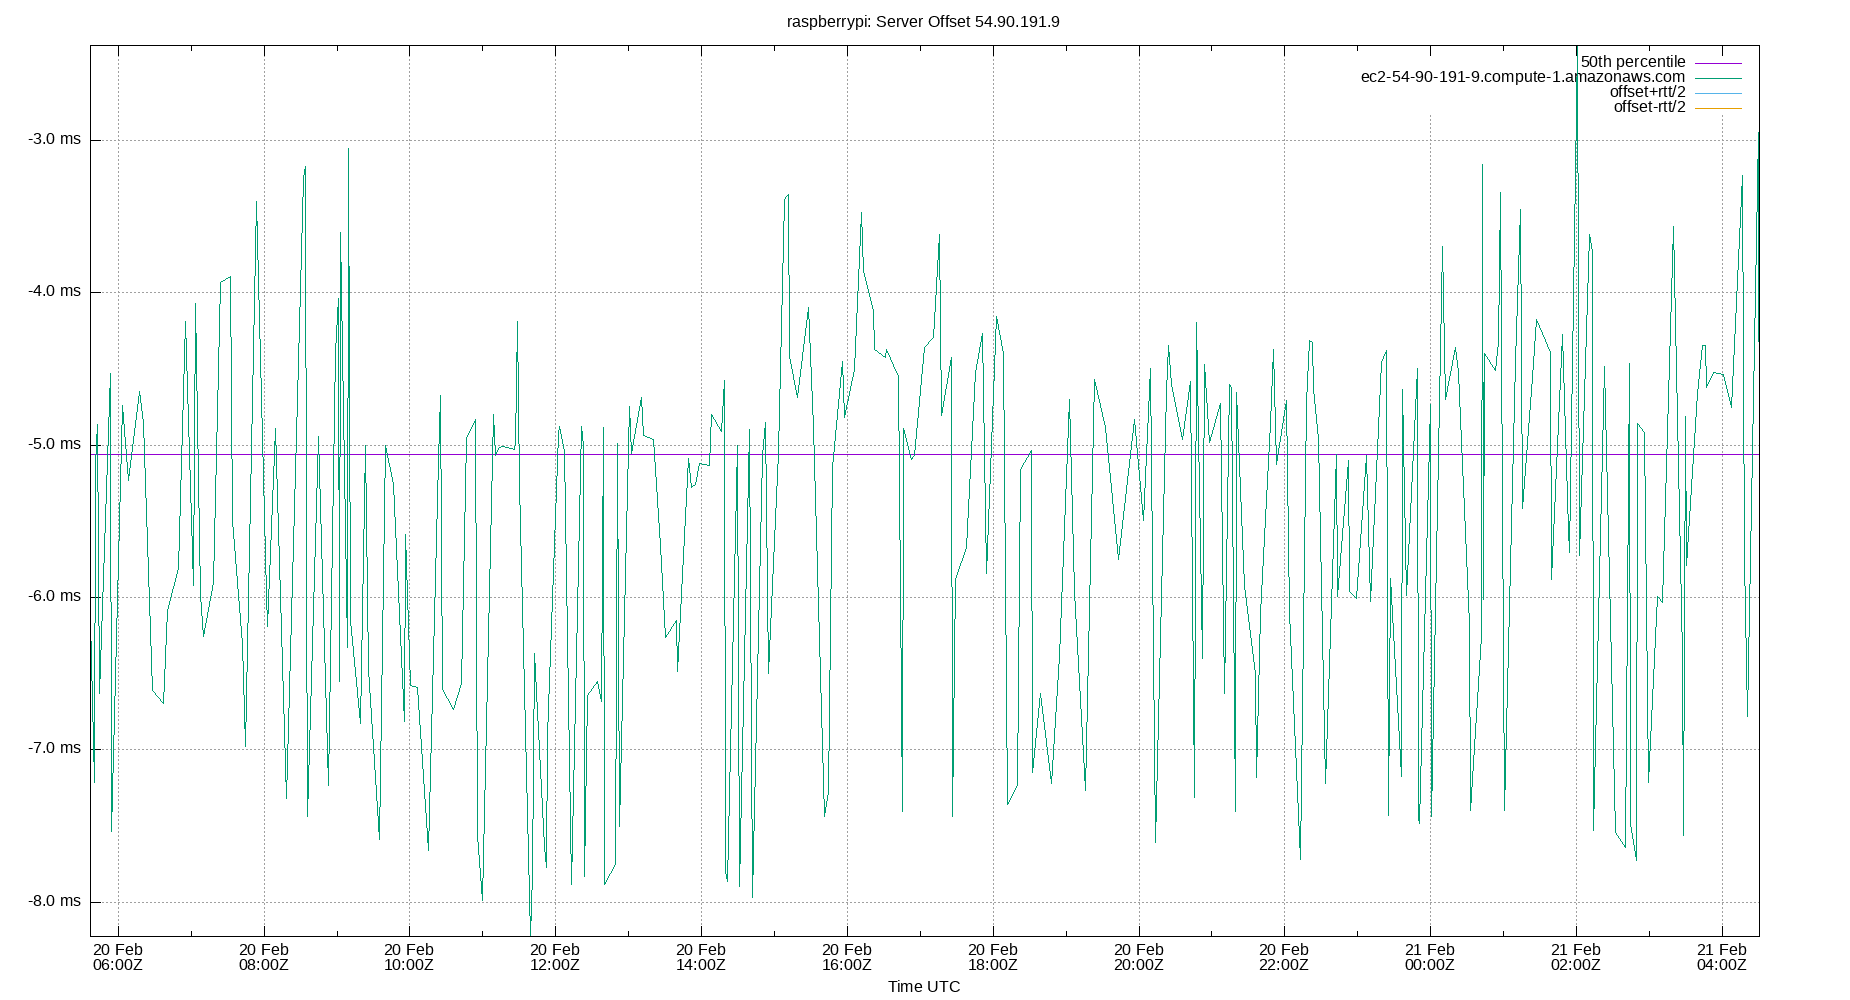 raspberrypi: Server Offset 54.90.191.9
50th percentile
ec2-54-90-191-9.compute-1.amazonaws.com
offset+rtt/2
offset-rtt/2
-3.0 ms
-4.0 ms
-5.0 ms
-6.0 ms
-7.0 ms
-8.0 ms
20 Feb 20 Feb 20 Feb 20 Feb 20 Feb 20 Feb 20 Feb 20 Feb 20 Feb 21 Feb 21 Feb 21 Feb
06:00Z 08:00Z 10:00Z 12:00Z 14:00Z 16:00Z 18:00Z 20:00Z 22:00Z 00:00Z 02:00Z 04:00Z
Time UTC